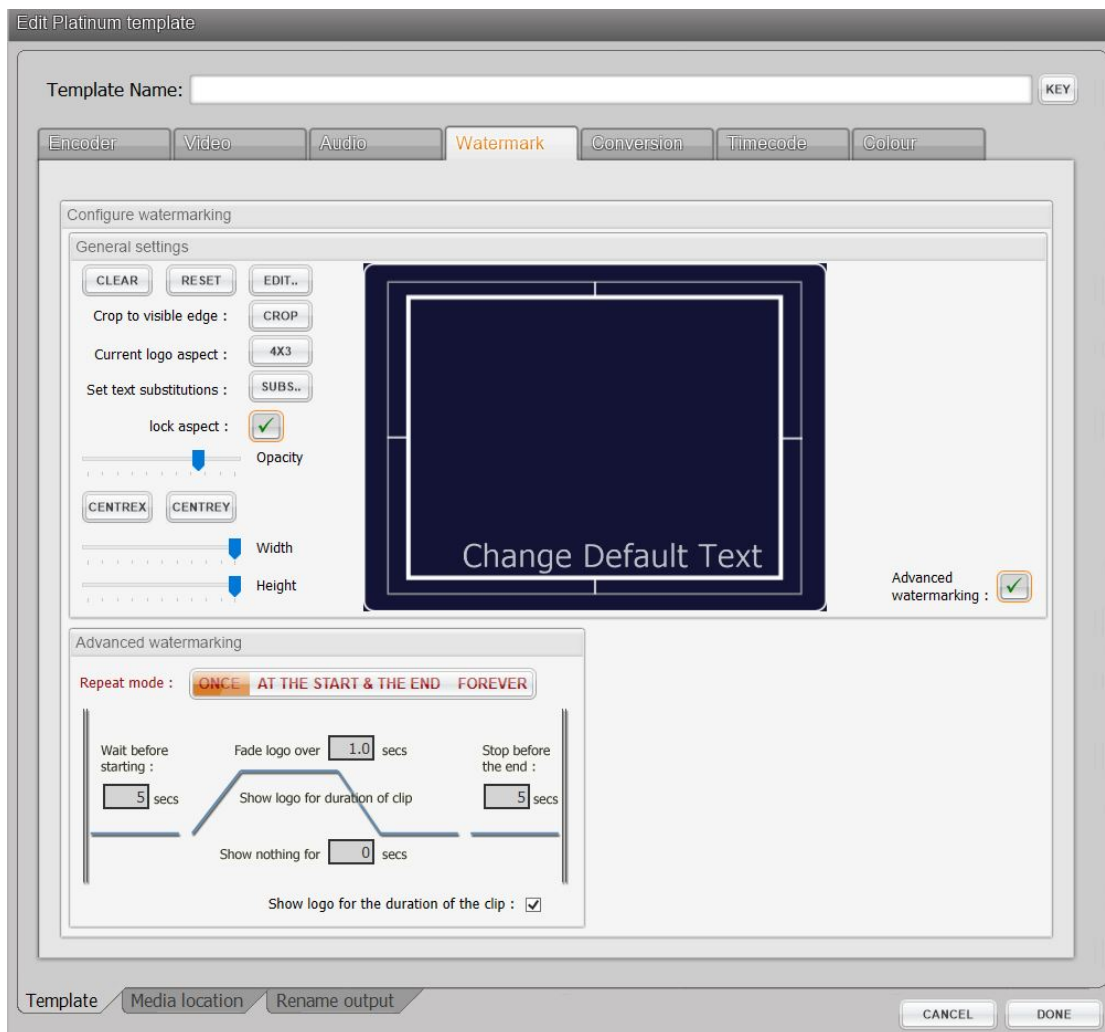 Edit Platinum template
Template Name:
KEY
Encoder
Video
Audio
Watermark
Conversion
Timecode
Colour
Configure watermarking
General settings
CLEAR
RESET
EDIT..
Crop to visible edge :
CROP
Current logo aspect :
4X3
Set text substitutions :
SUBS..
lock aspect :
Opacity
CENTREX
CENTREY
Width
Height
Change Default Text
Advanced
watermarking :
Advanced watermarking
Repeat mode :
ONCE
AT THE START & THE END
FOREVER
Wait before
starting :
5 secs
Fade logo over 1.0 secs
Show logo for duration of clip
Show nothing for 0 secs
Stop before
the end :
5 secs
Show logo for the duration of the clip :
Template
Media location
Rename output
CANCEL
DONE